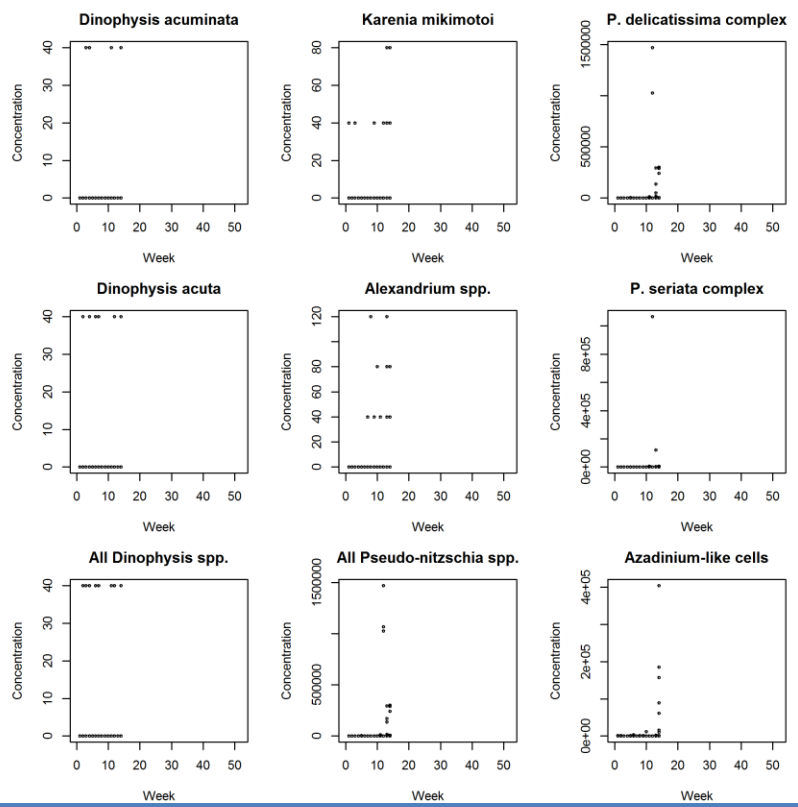 Dinophysis acuminata
Karenia mikimotoi
P. delicatissima complex
Concentration
0 10 20 30 40
0 10 20 30 40 50
Week
Concentration
0 20 40 60 80
0 10 20 30 40 50
Week
Concentration
0 500000 1500000
0 10 20 30 40 50
Week
Dinophysis acuta
Alexandrium spp.
P. seriata complex
Concentration
0 10 20 30 40
0 10 20 30 40 50
Week
Concentration
0 20 40 60 80 120
0 10 20 30 40 50
Week
Concentration
0e+00 4e+05 8e+05
0 10 20 30 40 50
Week
All Dinophysis spp.
All Pseudo-nitzschia spp.
Azadinium-like cells
Concentration
0 10 20 30 40
0 10 20 30 40 50
Week
Concentration
0 500000 1500000
0 10 20 30 40 50
Week
Concentration
0e+00 2e+05 4e+05
0 10 20 30 40 50
Week